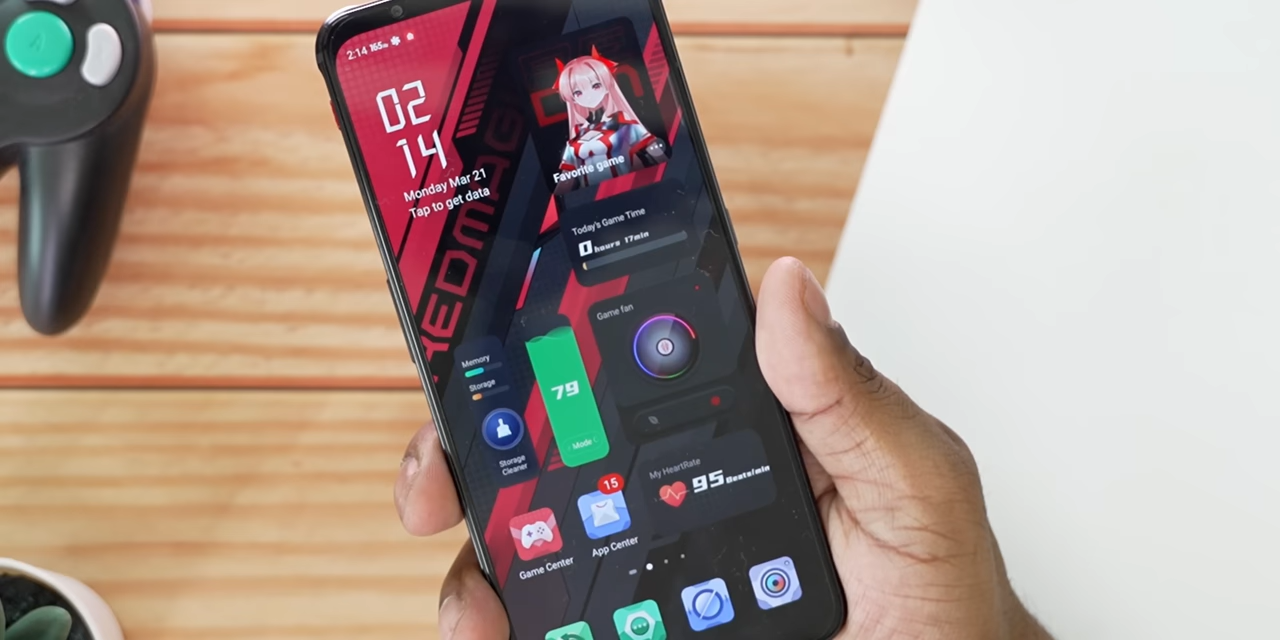 2:14
02
14
Monday Mar 21
Tap to get data
REDMAGIC
Favorite game
Today's Game Time
0 hours 17min
Game fan
Memory
Storage
79
Mode
Storage
Cleaner
My HeartRate
95 Beats/min
15
Game Center
App Center